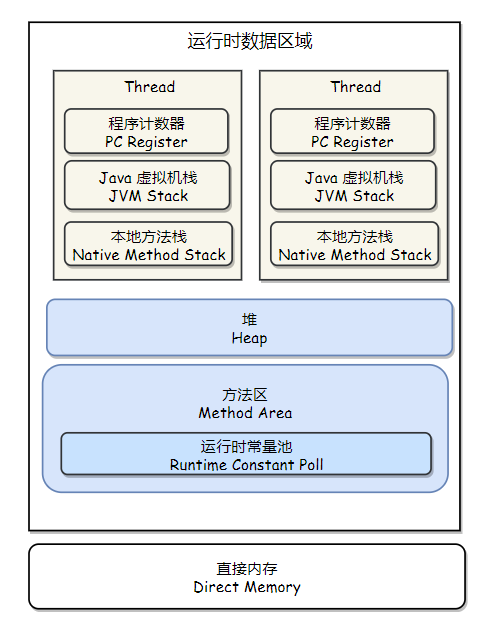 运行时数据区域
Thread
程序计数器
PC Register
Java 虚拟机栈
JVM Stack
本地方法栈
Native Method Stack
Thread
程序计数器
PC Register
Java 虚拟机栈
JVM Stack
本地方法栈
Native Method Stack
堆
Heap
方法区
Method Area
运行时常量池
Runtime Constant Poll
直接内存
Direct Memory